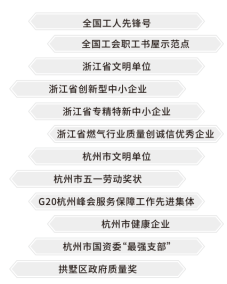 全国工人先锋号
全国工会职工书屋示范点
浙江省文明单位
浙江省创新型中小企业
浙江省专精特新中小企业
浙江省燃气行业质量创诚信优秀企业
杭州市文明单位
杭州市五一劳动奖状
G20杭州峰会服务保障工作先进集体
杭州市健康企业
杭州市国资委“最强支部”
拱墅区政府质量奖